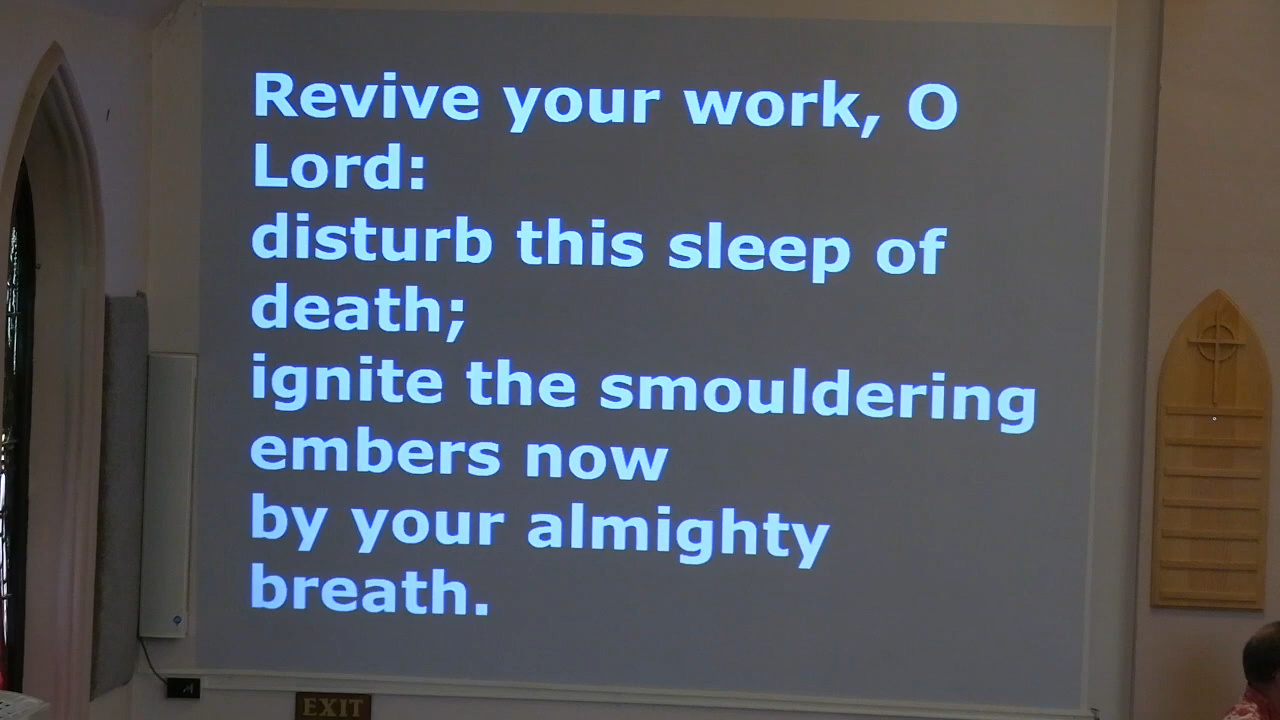 Revive your work, O
Lord:
disturb this sleep of
death;
ignite the smouldering
embers now
by your almighty
breath.
EXIT